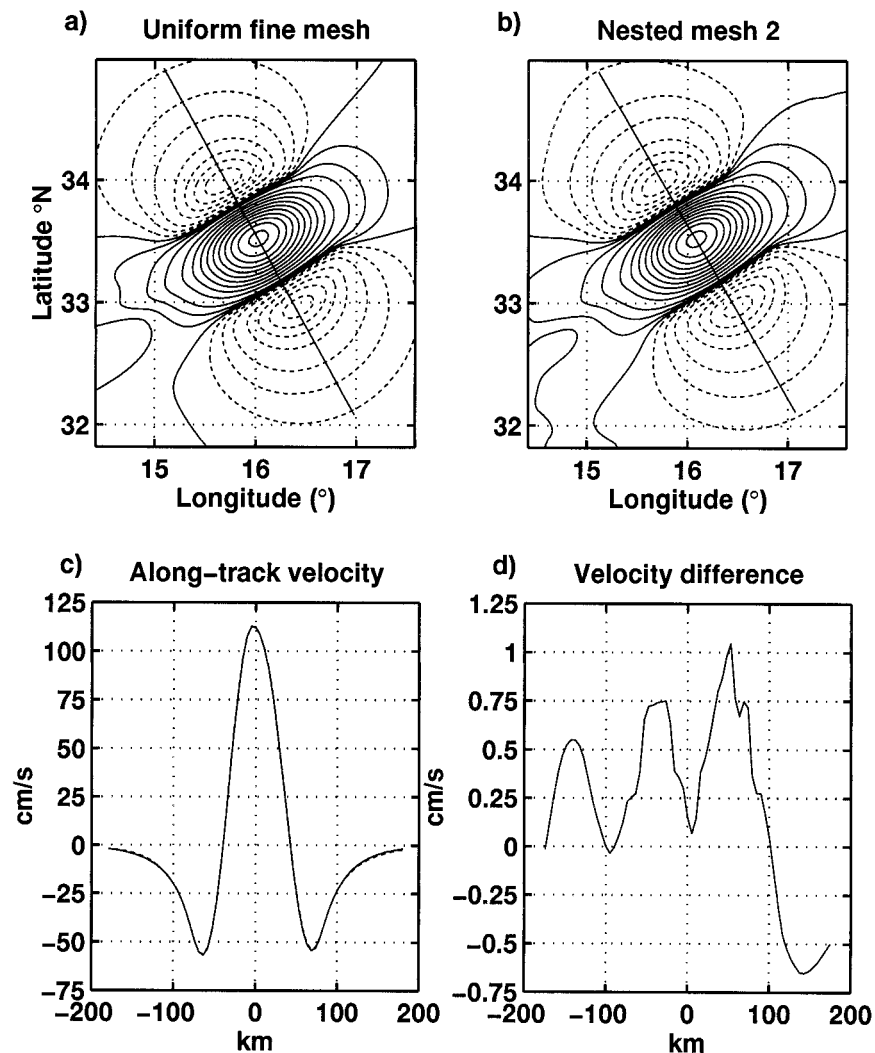 a) Uniform fine mesh
b) Nested mesh 2
Latitude °N
34
33
32
15 16 17
Longitude (°)
34
33
32
15 16 17
Longitude (°)
c) Along-track velocity
d) Velocity difference
cm/s
125
100
75
50
25
0
-25
-50
-75
-200 -100 0 100 200
km
cm/s
1.25
1
0.75
0.5
0.25
0
-0.25
-0.5
-0.75
-200 -100 0 100 200
km